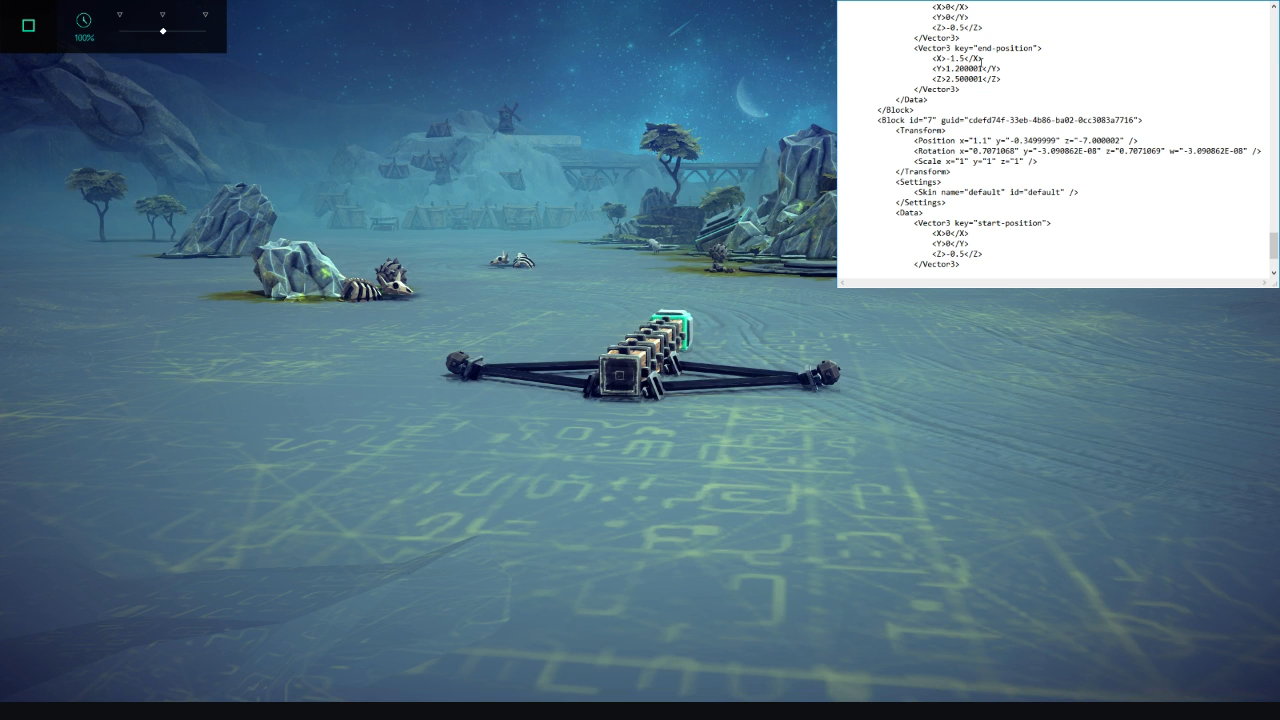 100%
<X>0</X>
<Y>0</Y>
<Z>-0.5</Z>
</Vector3>
<Vector3 key="end-position">
<X>-1.5</X>
<Y>1.200001</Y>
<Z>2.500001</Z>
</Vector3>
</Data>
</Block>
<Block id="7" guid="cdefd74f-33eb-4b86-ba02-0cc3083a7716">
<Transform>
<Position x="1.1" y="-0.3499999" z="-7.000002" />
<Rotation x="0.7071068" y="-3.090862E-08" z="0.7071069" w="-3.090862E-08" />
<Scale x="1" y="1" z="1" />
</Transform>
<Settings>
<Skin name="default" id="default" />
</Settings>
<Data>
<Vector3 key="start-position">
<X>0</X>
<Y>0</Y>
<Z>-0.5</Z>
</Vector3>